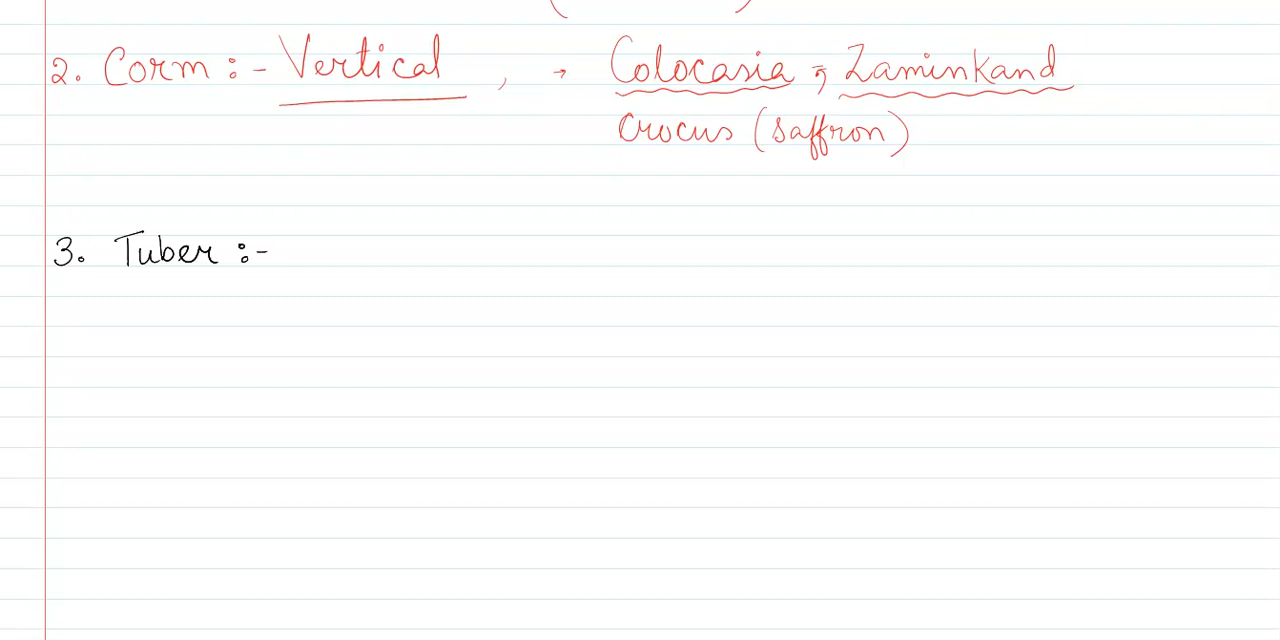 2. Corm :- Vertical , → Colocasia , Zaminkand
Crocus (saffron)
3. Tuber :-